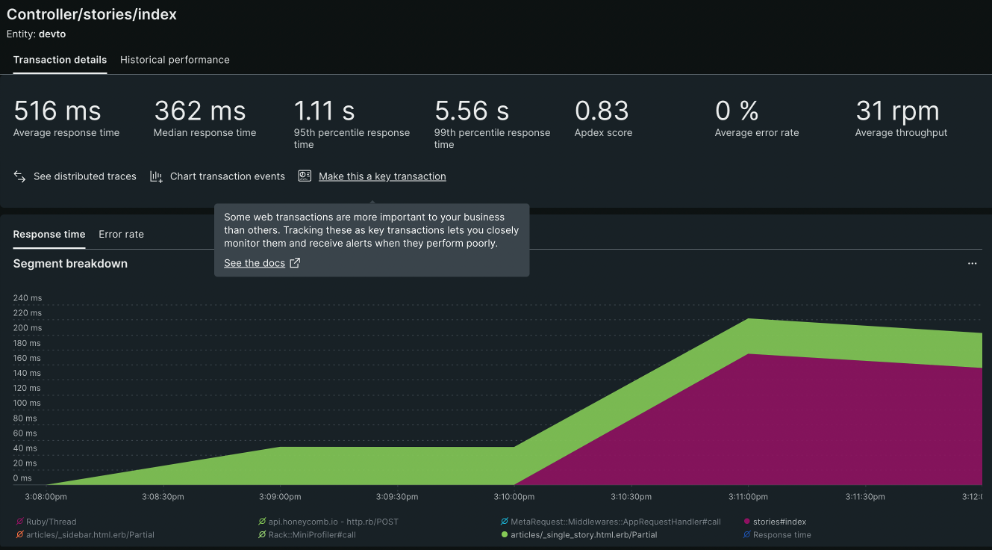 Controller/stories/index
Entity: devto
Transaction details Historical performance
516 ms 362 ms 1.11 s 5.56 s 0.83 0 % 31 rpm
Average response time Median response time 95th percentile response time 99th percentile response time Apdex score Average error rate Average throughput
See distributed traces Chart transaction events Make this a key transaction
Some web transactions are more important to your business
than others. Tracking these as key transactions lets you closely
monitor them and receive alerts when they perform poorly.
See the docs
Response time Error rate
Segment breakdown
240 ms
220 ms
200 ms
180 ms
160 ms
140 ms
120 ms
100 ms
80 ms
60 ms
40 ms
20 ms
0 ms
3:08:00pm 3:08:30pm 3:09:00pm 3:09:30pm 3:10:00pm 3:10:30pm 3:11:00pm 3:11:30pm 3:12:
Ruby/Thread api.honeycomb.io - http.rb/POST MetaRequest::Middlewares::AppRequestHandler#call stories#index
articles/_sidebar.html.erb/Partial Rack::MiniProfiler#call articles/_single_story.html.erb/Partial Response time